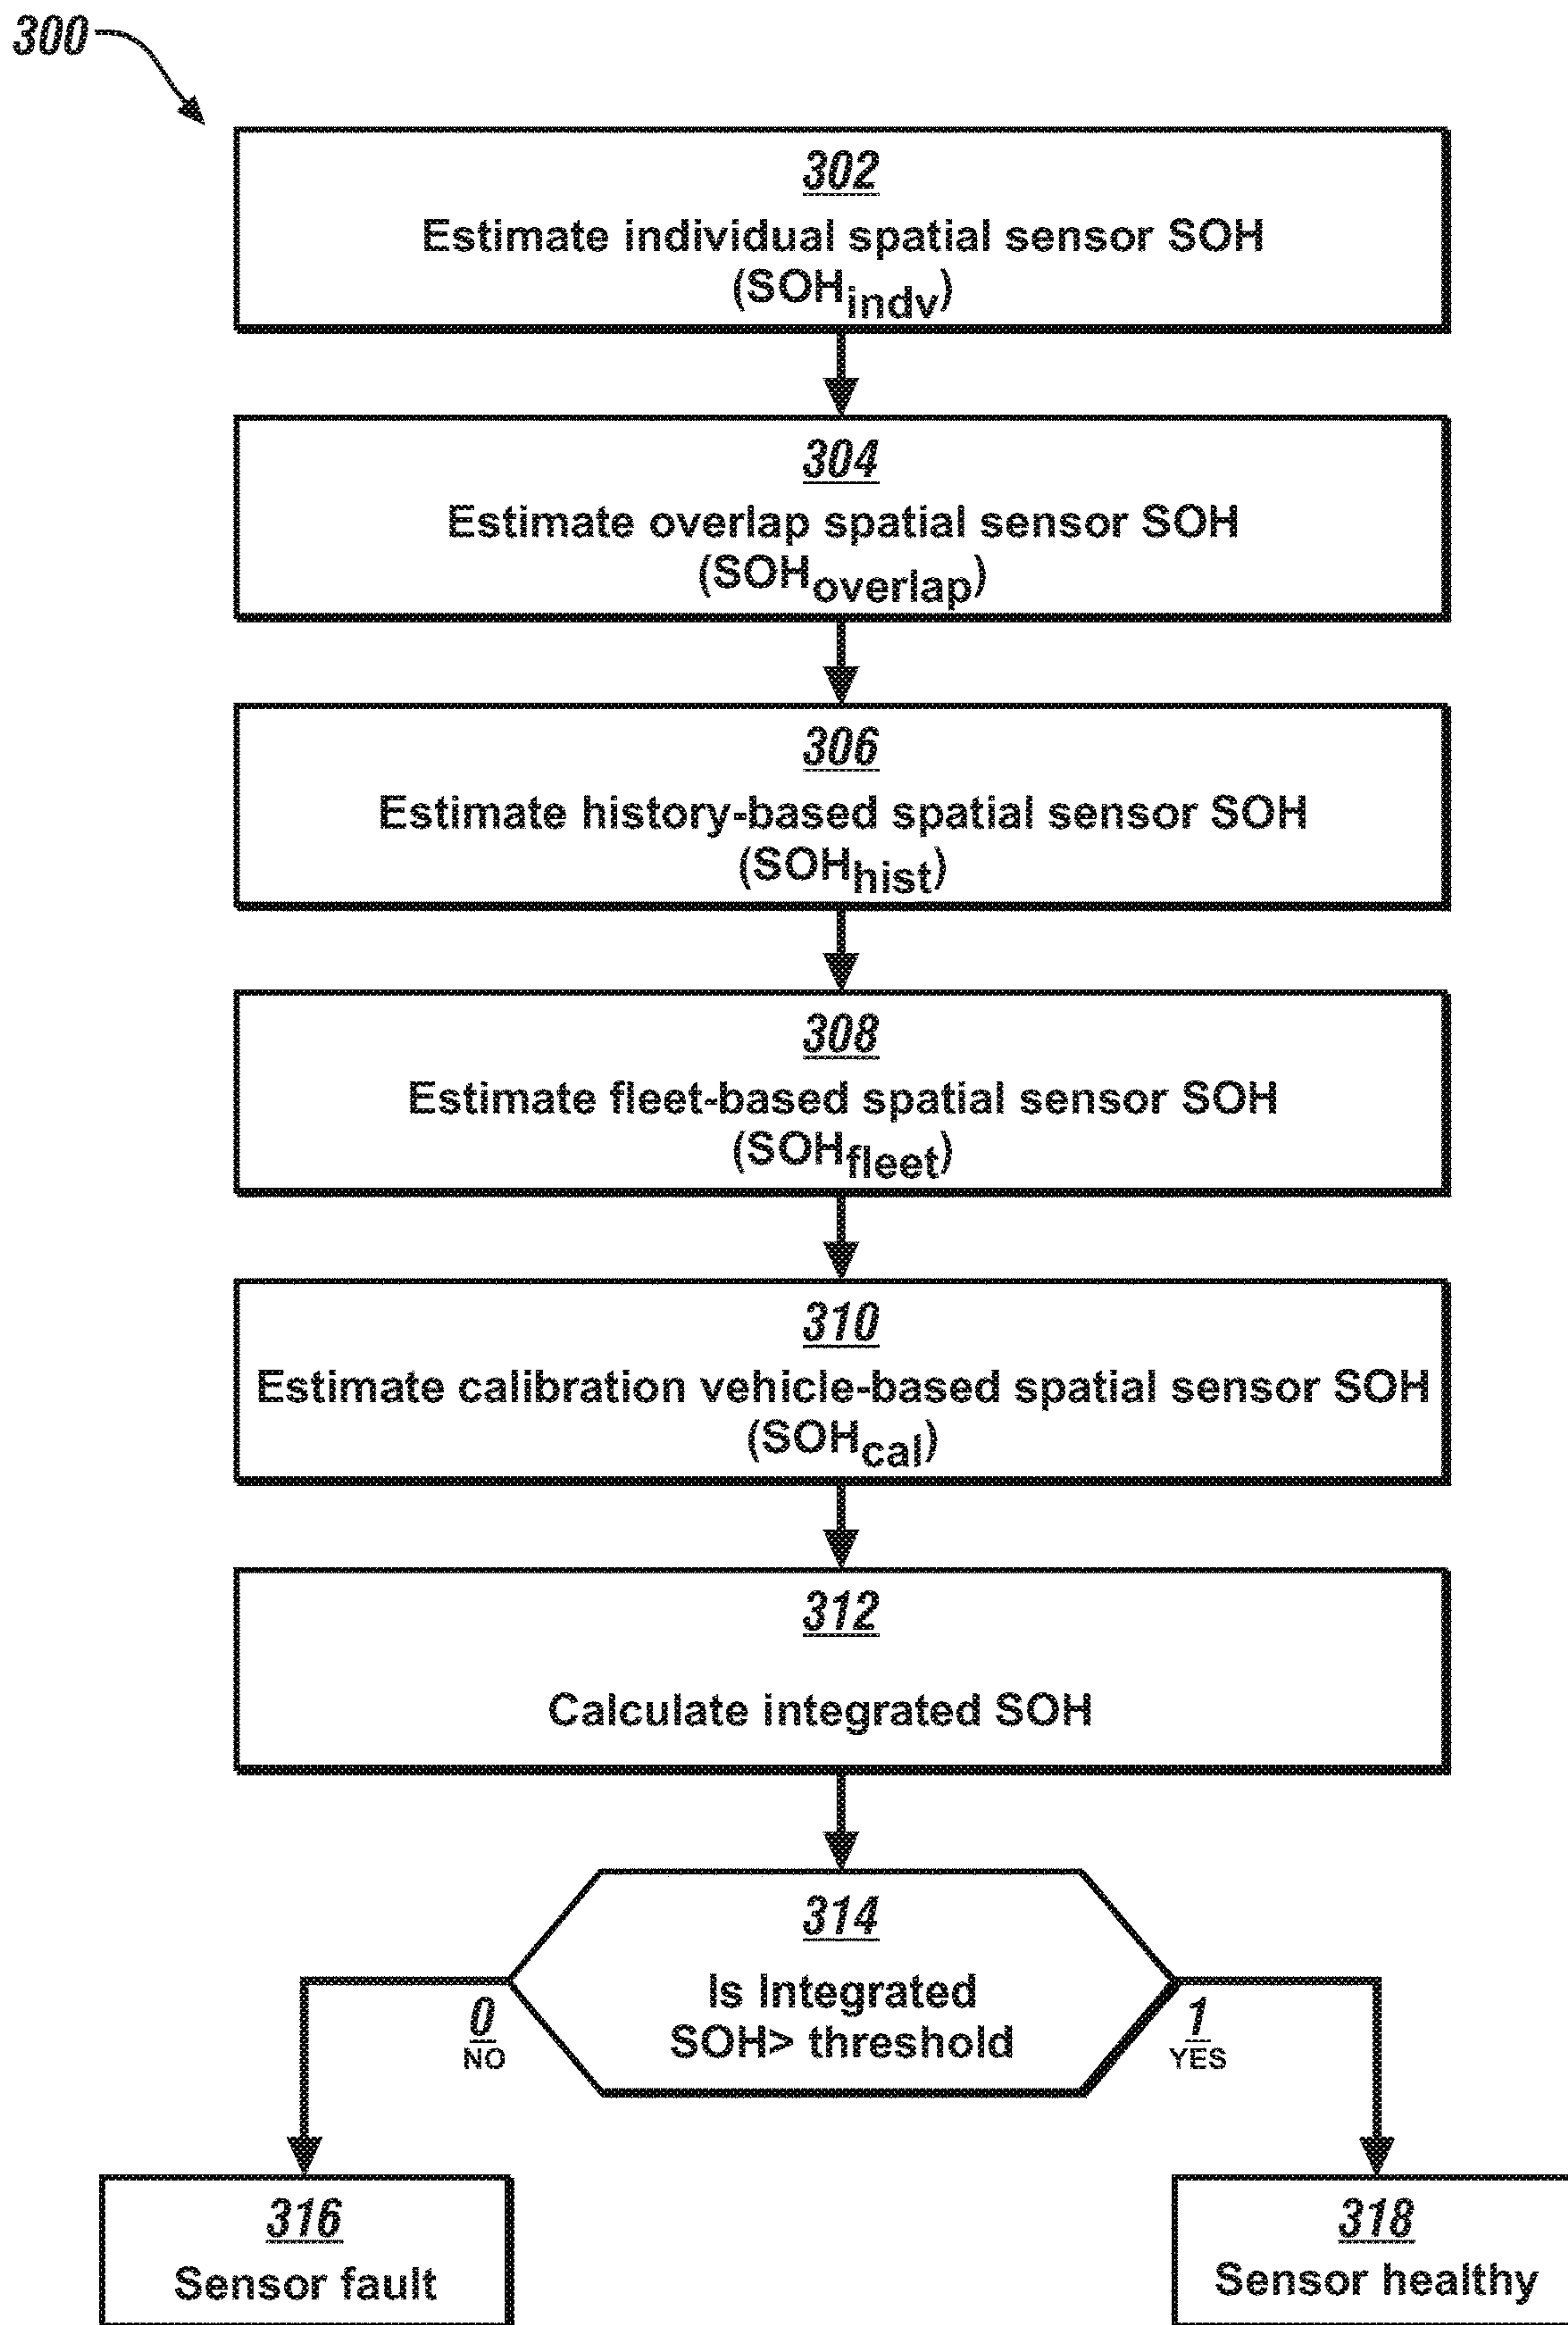 300
302
Estimate individual spatial sensor SOH
(SOHindv)
304
Estimate overlap spatial sensor SOH
(SOHoverlap)
306
Estimate history-based spatial sensor SOH
(SOHhist)
308
Estimate fleet-based spatial sensor SOH
(SOHfleet)
310
Estimate calibration vehicle-based spatial sensor SOH
(SOHcal)
312
Calculate integrated SOH
314
Is Integrated
SOH> threshold
0
NO
1
YES
316
Sensor fault
318
Sensor healthy